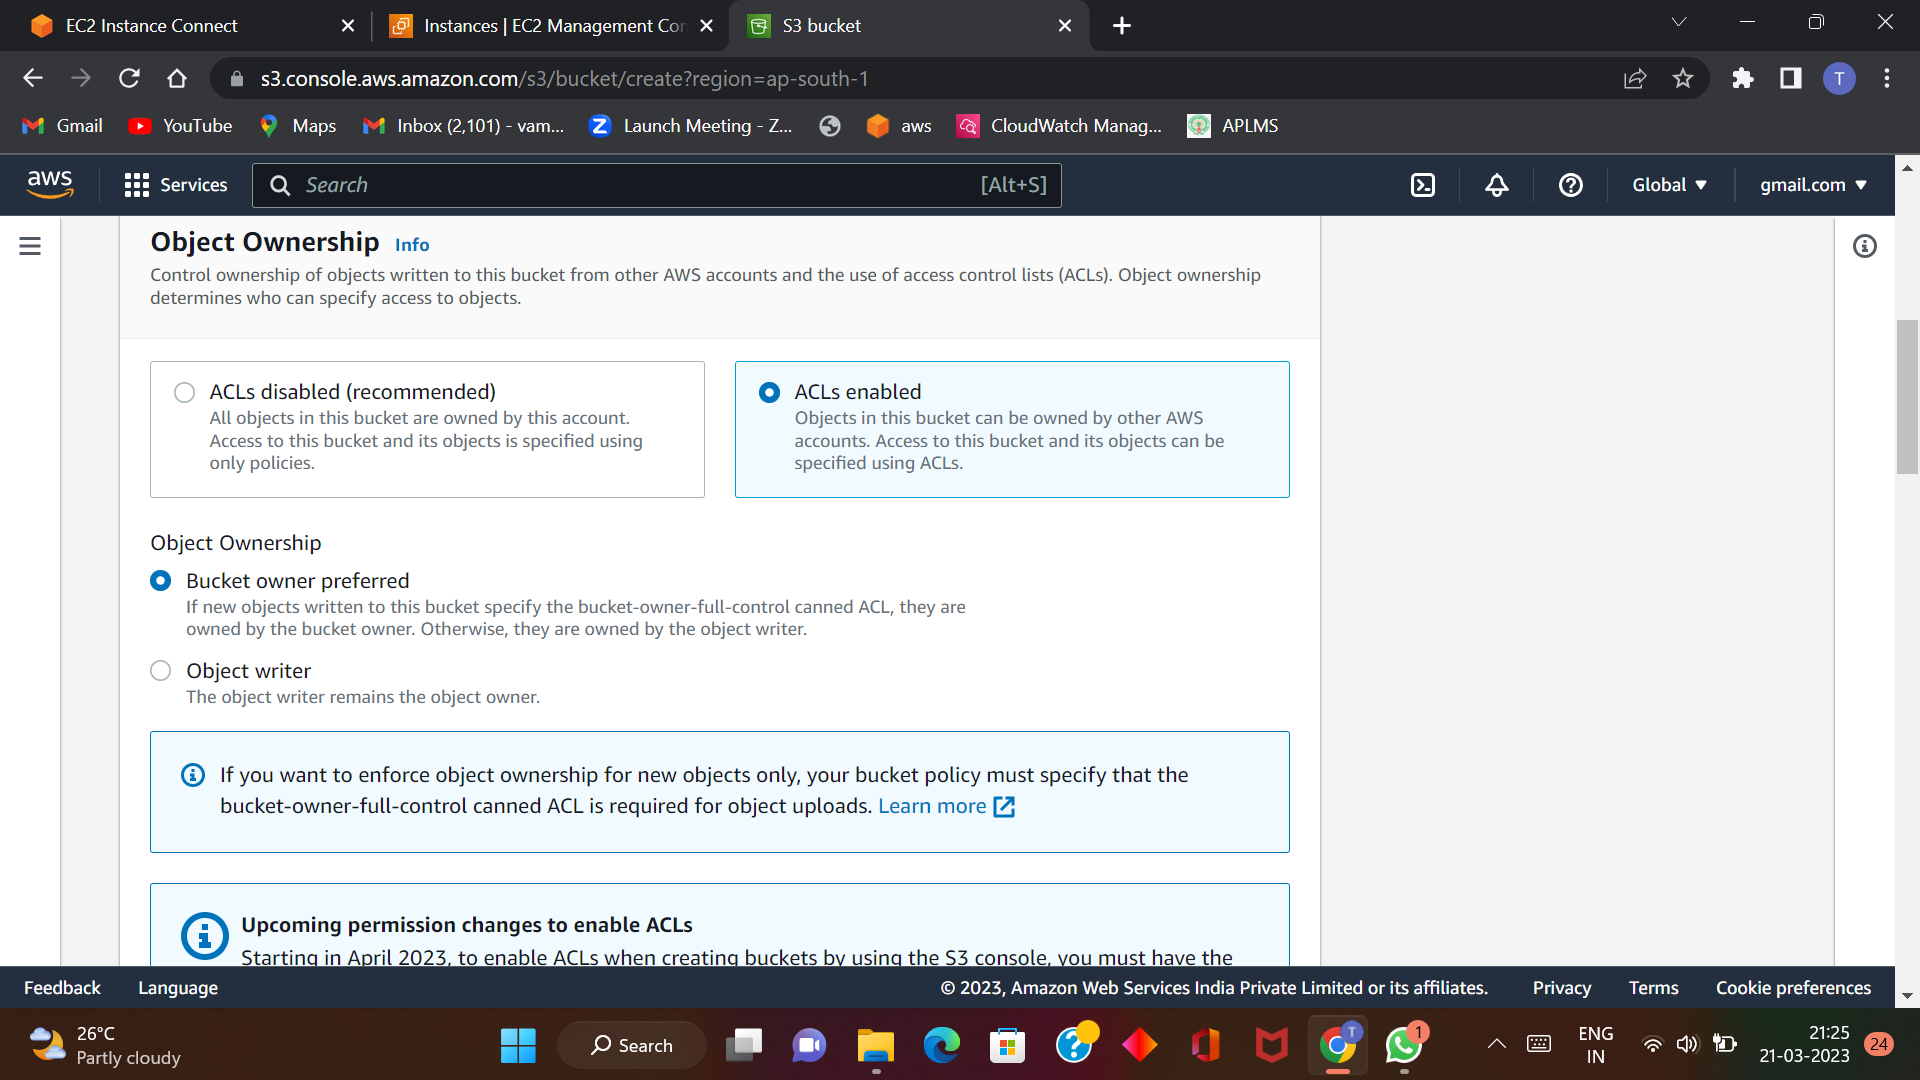 EC2 Instance Connect
Instances | EC2 Management Con
S3 bucket
s3.console.aws.amazon.com/s3/bucket/create?region=ap-south-1
T
Gmail
YouTube
Maps
Inbox (2,101) - vam...
Launch Meeting - Z...
aws
CloudWatch Manag...
APLMS
aws
Services
Search
[Alt+S]
Global
gmail.com
Object Ownership Info
Control ownership of objects written to this bucket from other AWS accounts and the use of access control lists (ACLs). Object ownership
determines who can specify access to objects.
ACLs disabled (recommended)
All objects in this bucket are owned by this account.
Access to this bucket and its objects is specified using
only policies.
ACLs enabled
Objects in this bucket can be owned by other AWS
accounts. Access to this bucket and its objects can be
specified using ACLs.
Object Ownership
Bucket owner preferred
If new objects written to this bucket specify the bucket-owner-full-control canned ACL, they are
owned by the bucket owner. Otherwise, they are owned by the object writer.
Object writer
The object writer remains the object owner.
If you want to enforce object ownership for new objects only, your bucket policy must specify that the
bucket-owner-full-control canned ACL is required for object uploads. Learn more
Upcoming permission changes to enable ACLs
Starting in April 2023, to enable ACLs when creating buckets by using the S3 console, you must have the
Feedback
Language
© 2023, Amazon Web Services India Private Limited or its affiliates.
Privacy
Terms
Cookie preferences
26°C
Partly cloudy
Search
T
1
ENG
IN
21:25
21-03-2023
24